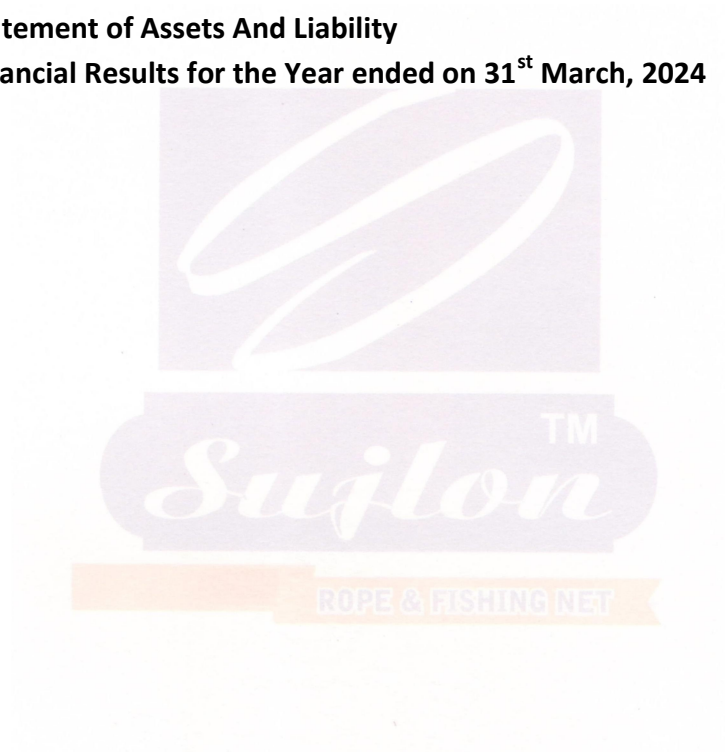 tement of Assets And Liability
ancial Results for the Year ended on 31st March, 2024
TM
Sujlon
ROPE & FISHING NET